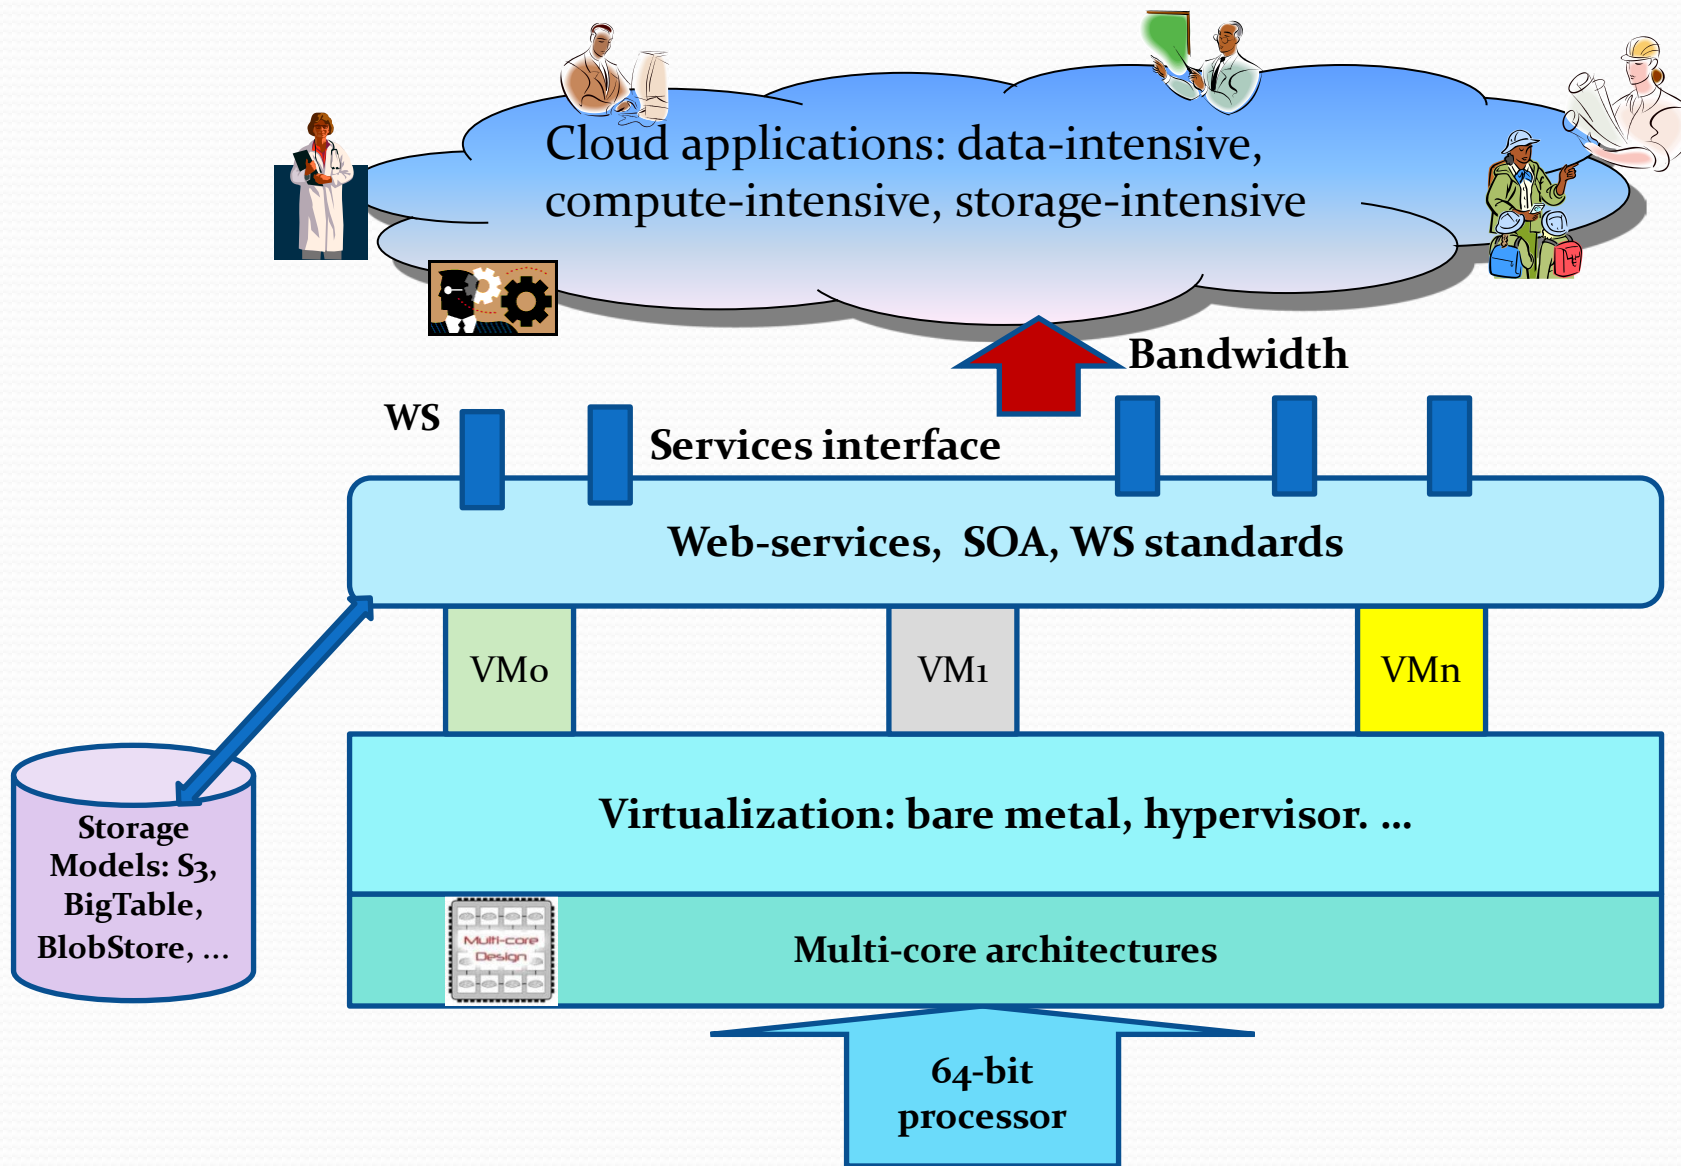 Cloud applications: data-intensive,
compute-intensive, storage-intensive
Bandwidth
WS
Services interface
Web-services,  SOA, WS standards
VM0
VM1
VMn
Virtualization: bare metal, hypervisor. …
Storage
Models: S3,
BigTable,
BlobStore, ...
Multi-core
Design
Multi-core architectures
64-bit
processor